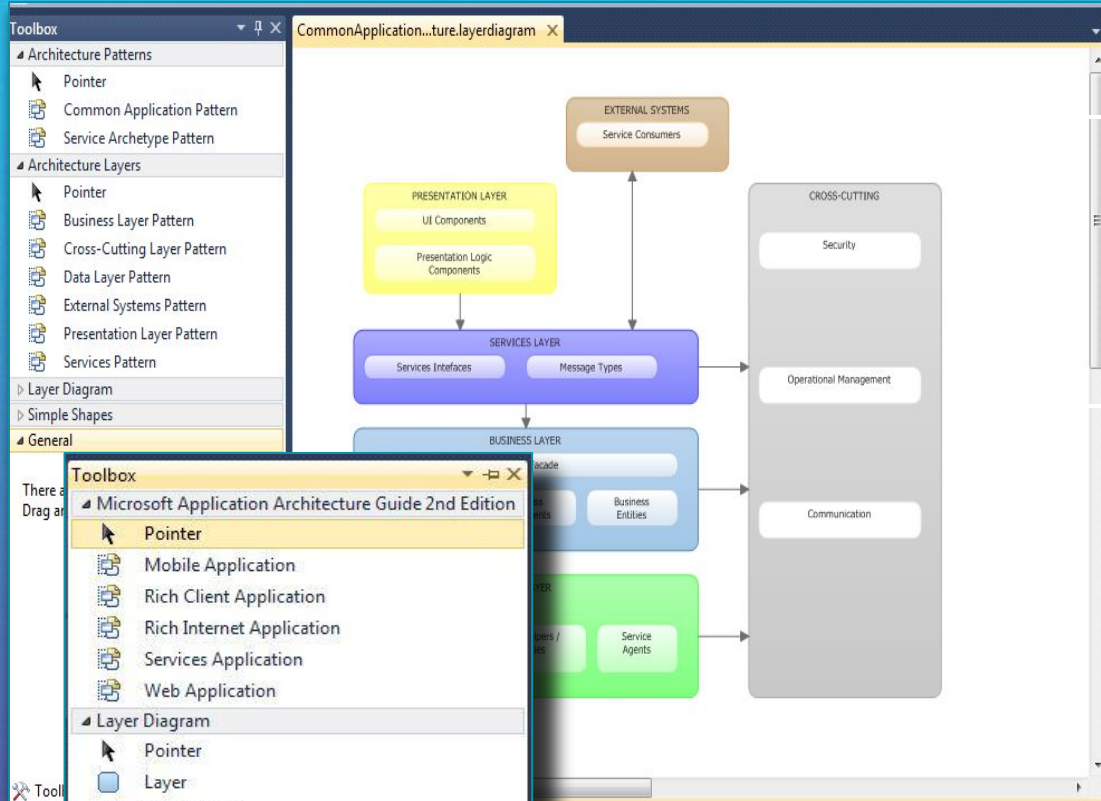 Toolbox
Architecture Patterns
Pointer
Common Application Pattern
Service Archetype Pattern
Architecture Layers
Pointer
Business Layer Pattern
Cross-Cutting Layer Pattern
Data Layer Pattern
External Systems Pattern
Presentation Layer Pattern
Services Pattern
Layer Diagram
Simple Shapes
General
There
Drag
CommonApplication...ture.layerdiagram
EXTERNAL SYSTEMS
Service Consumers
PRESENTATION LAYER
UI Components
Presentation Logic
Components
SERVICES LAYER
Services Intefaces
Message Types
BUSINESS LAYER
Business
Entities
Service
Agents
CROSS-CUTTING
Security
Operational Management
Communication
Toolbox
Microsoft Application Architecture Guide 2nd Edition
Pointer
Mobile Application
Rich Client Application
Rich Internet Application
Services Application
Web Application
Layer Diagram
Pointer
Layer